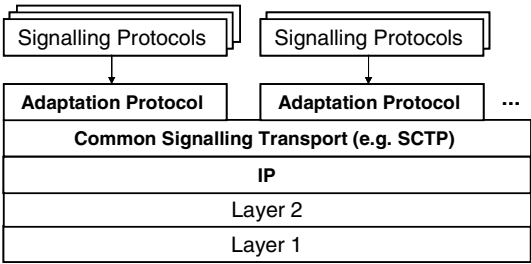 Signalling Protocols
Signalling Protocols
Adaptation Protocol
Adaptation Protocol
...
Common Signalling Transport (e.g. SCTP)
IP
Layer 2
Layer 1